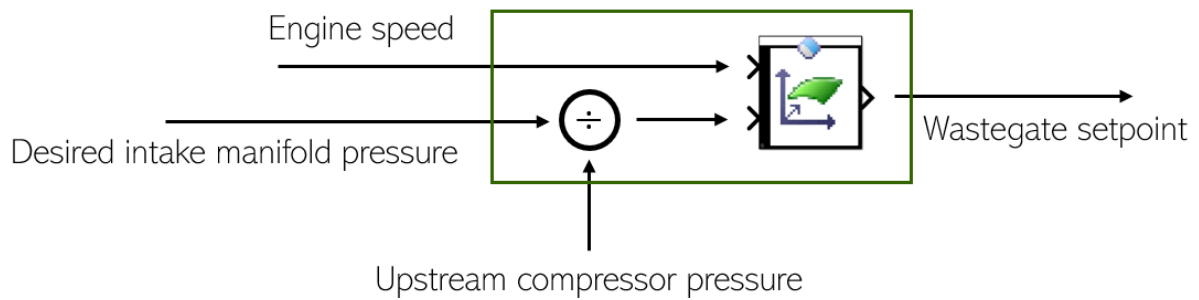 Engine speed
÷
Desired intake manifold pressure
Wastegate setpoint
Upstream compressor pressure